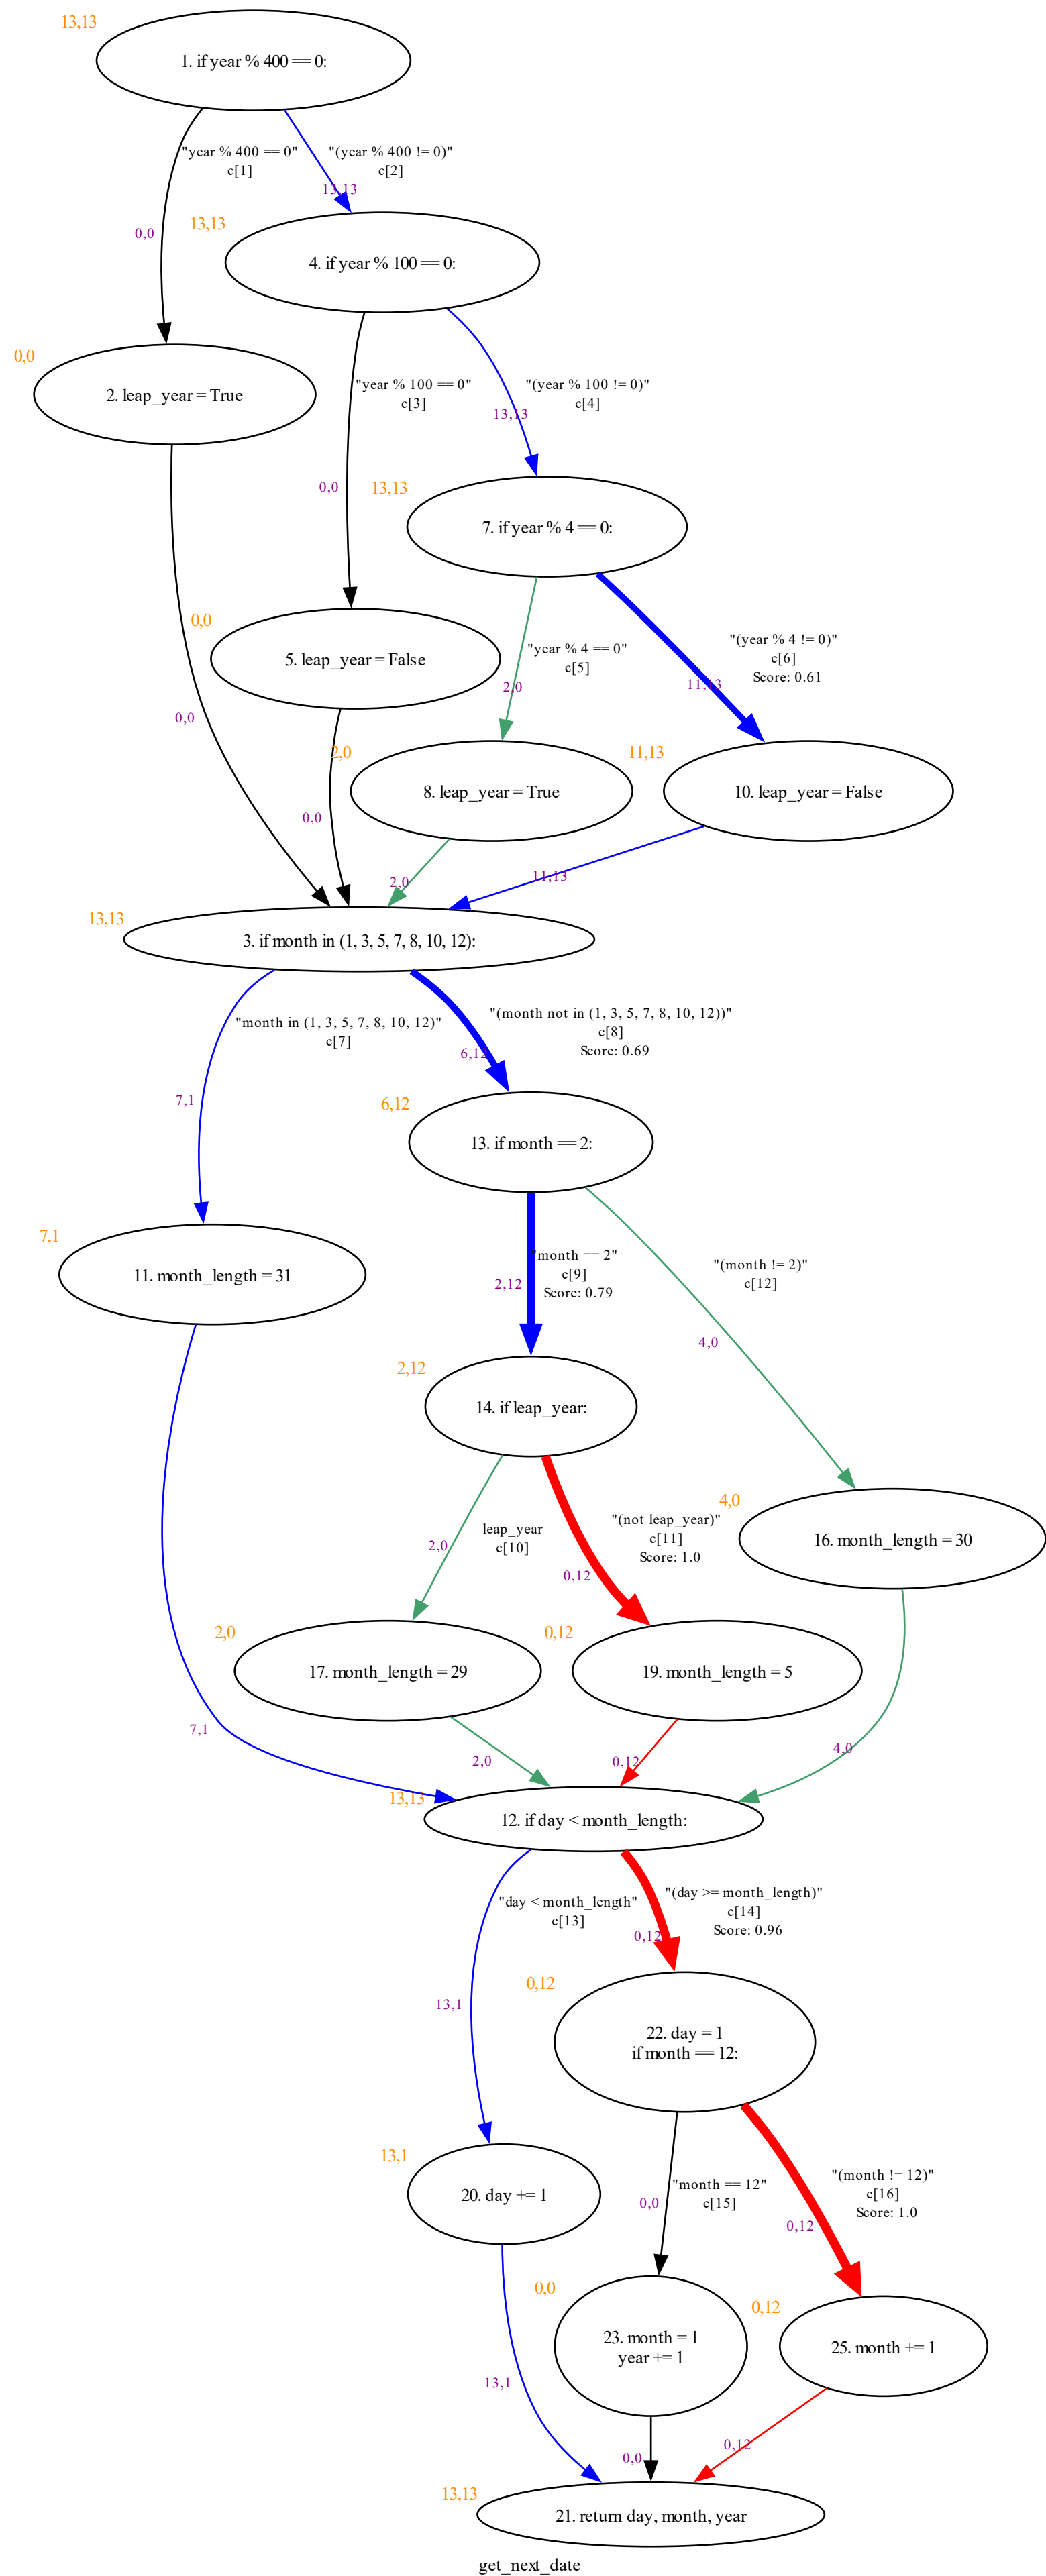 13,13
1. if year % 400 == 0:
"year % 400 == 0"
c[1]
"(year % 400 != 0)"
c[2]
13,13
0,0
13,13
4. if year % 100 == 0:
0,0
2. leap_year = True
"year % 100 == 0"
c[3]
"(year % 100 != 0)"
c[4]
13,13
0,0
13,13
7. if year % 4 == 0:
0,0
5. leap_year = False
"year % 4 == 0"
c[5]
"(year % 4 != 0)"
c[6]
Score: 0.61
2,0
11,13
0,0
2,0
8. leap_year = True
11,13
10. leap_year = False
0,0
2,0
11,13
13,13
3. if month in (1, 3, 5, 7, 8, 10, 12):
"month in (1, 3, 5, 7, 8, 10, 12)"
c[7]
"(month not in (1, 3, 5, 7, 8, 10, 12))"
c[8]
Score: 0.69
6,12
7,1
6,12
13. if month == 2:
7,1
11. month_length = 31
"month == 2"
c[9]
Score: 0.79
2,12
"(month != 2)"
c[12]
4,0
2,12
14. if leap_year:
leap_year
c[10]
2,0
"(not leap_year)"
c[11]
Score: 1.0
0,12
4,0
16. month_length = 30
2,0
17. month_length = 29
0,12
19. month_length = 5
7,1
2,0
0,12
4,0
13,13
12. if day < month_length:
"day < month_length"
c[13]
"(day >= month_length)"
c[14]
Score: 0.96
0,12
13,1
0,12
22. day = 1
if month == 12:
13,1
20. day += 1
"month == 12"
c[15]
0,0
"(month != 12)"
c[16]
Score: 1.0
0,12
0,0
23. month = 1
year += 1
0,12
25. month += 1
13,1
0,0
0,12
13,13
21. return day, month, year
get_next_date